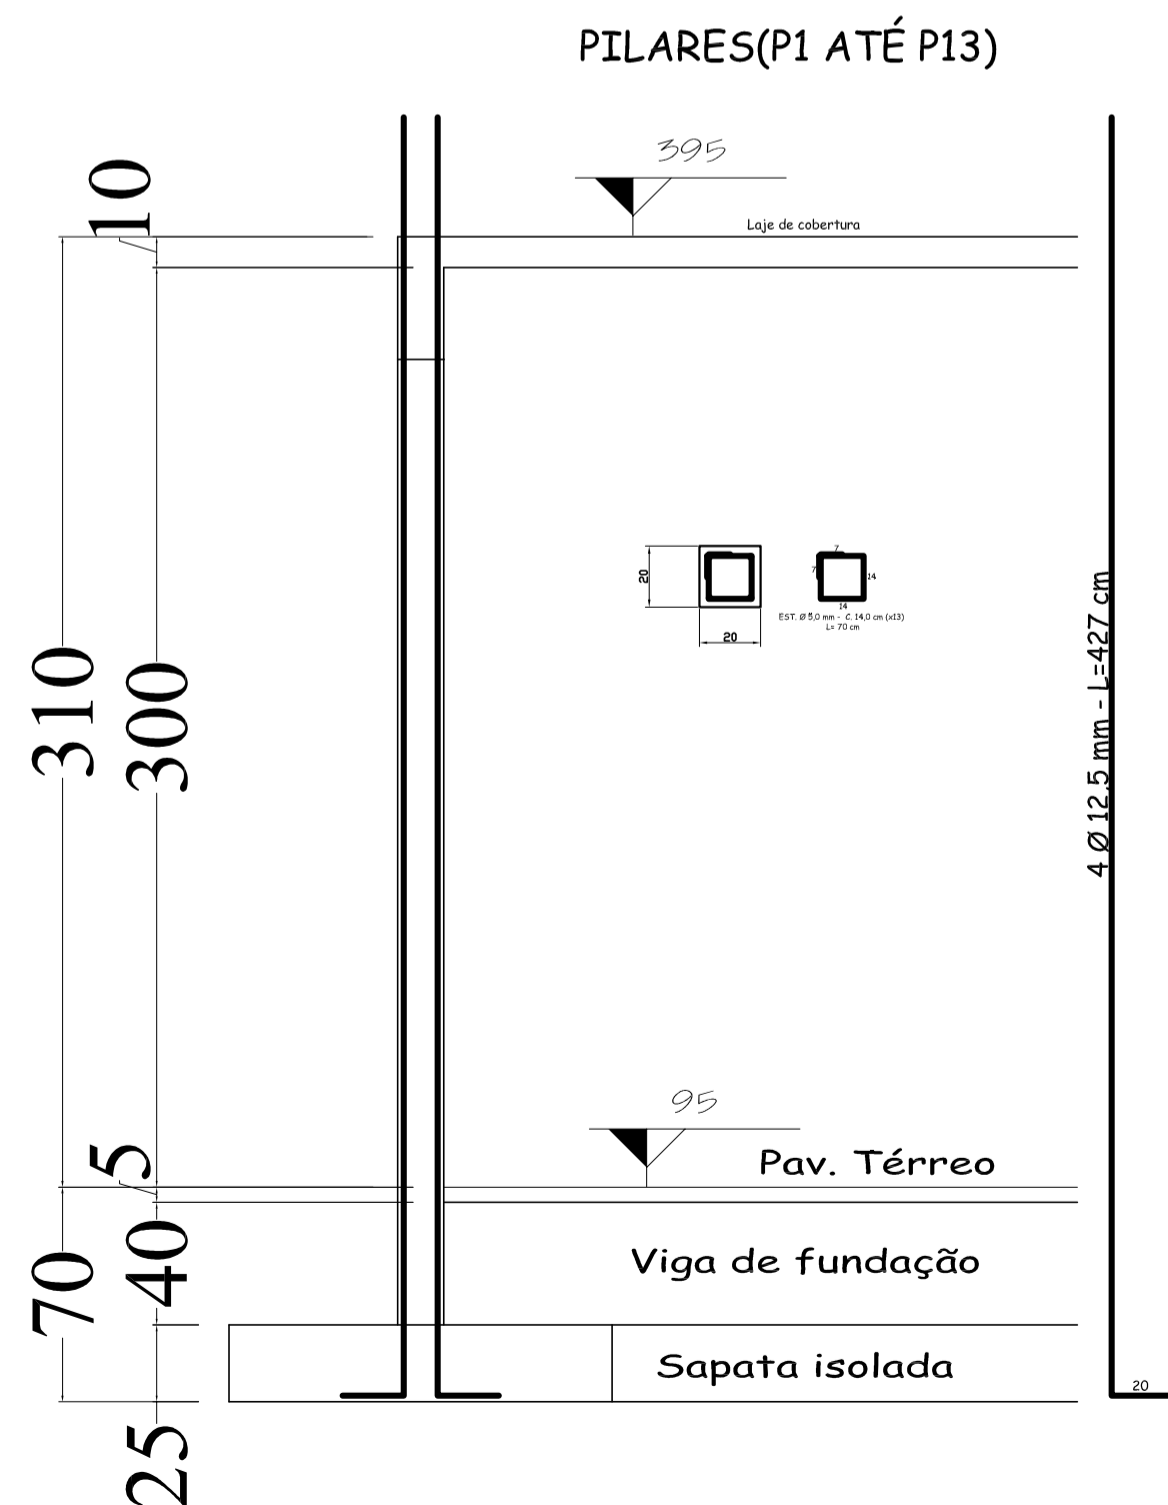 PILARES(P1 ATÉ P13)
395
10
Laje de cobertura
310
300
20
20
7
7
14
14
EST. Ø 5,0 mm - C. 14,0 cm (x13)
L= 70 cm
4 Ø 12,5 mm - L=427 cm
95
5
Pav. Térreo
40
70
Viga de fundação
Sapata isolada
20
25